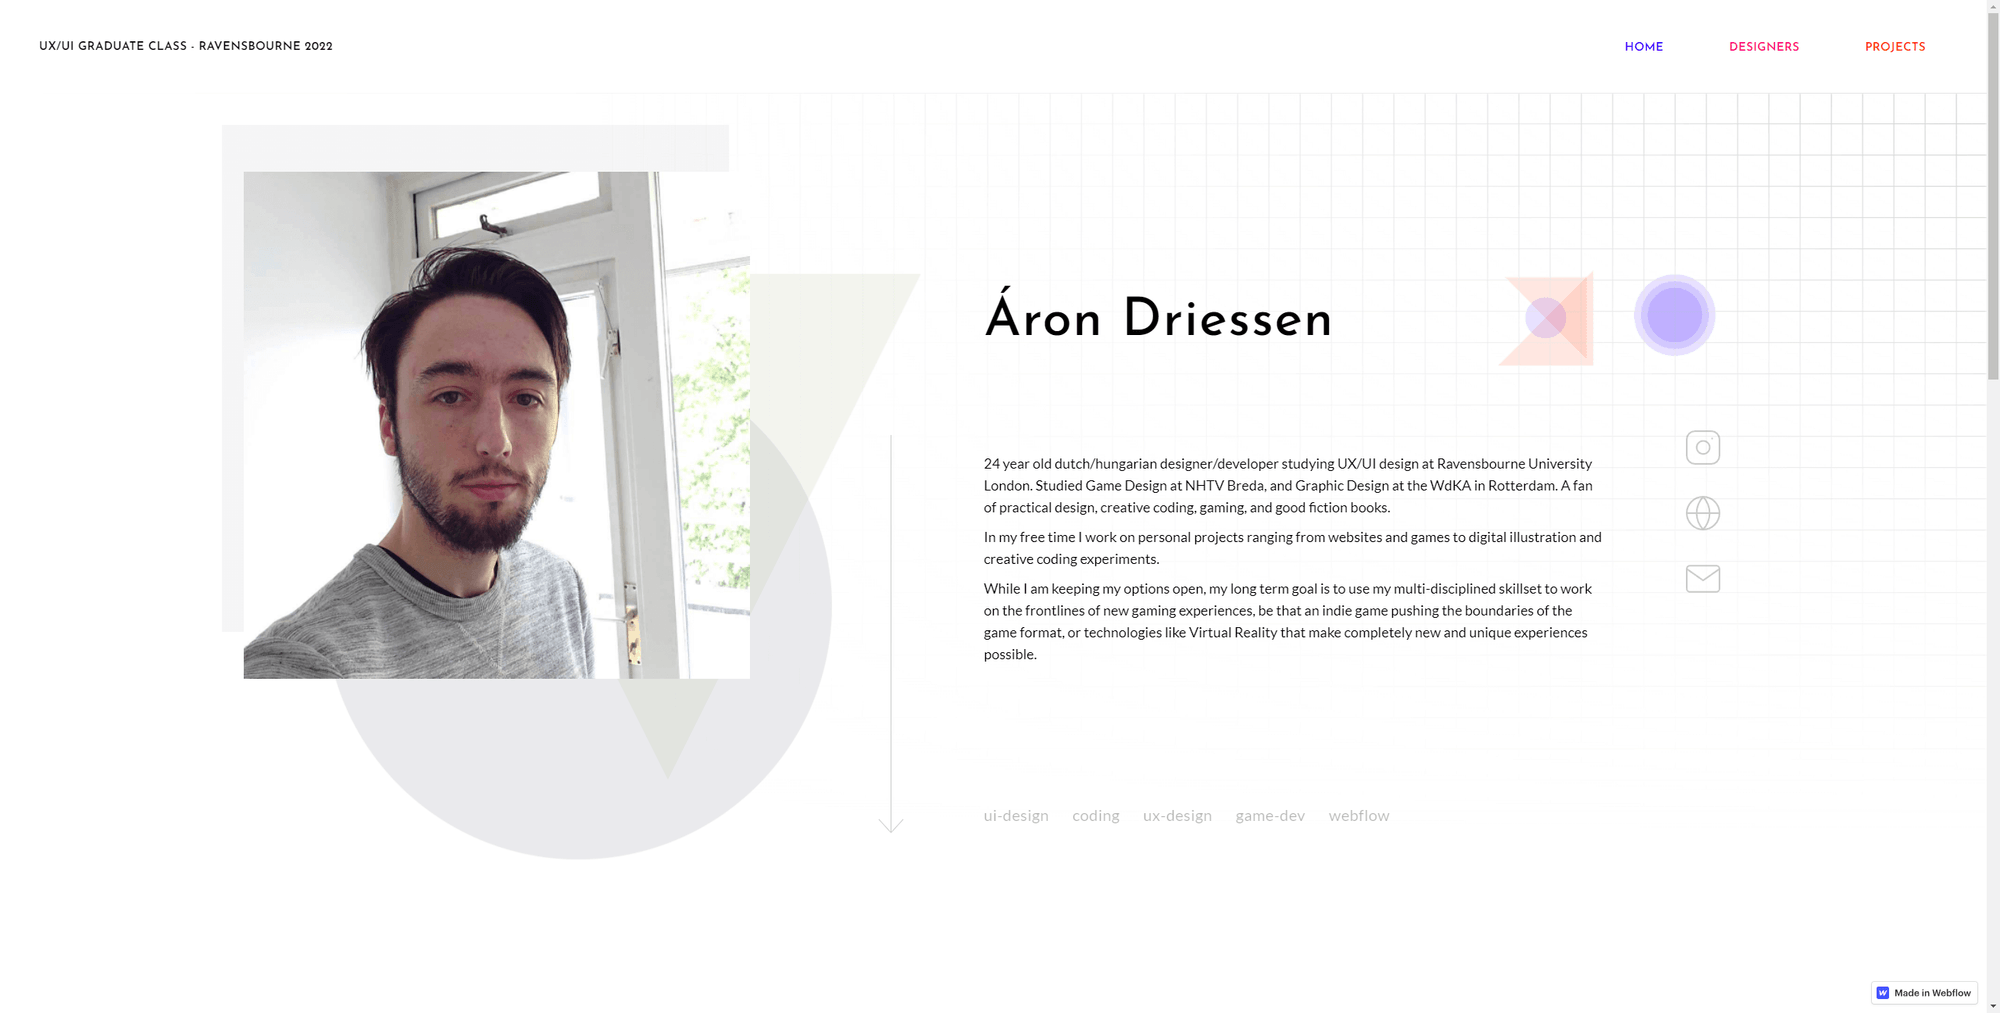 UX/UI GRADUATE CLASS - RAVENSBOURNE 2022
HOME
DESIGNERS
PROJECTS
Áron Driessen
24 year old dutch/hungarian designer/developer studying UX/UI design at Ravensbourne University
London. Studied Game Design at NHTV Breda, and Graphic Design at the WdKA in Rotterdam. A fan
of practical design, creative coding, gaming, and good fiction books.
In my free time I work on personal projects ranging from websites and games to digital illustration and
creative coding experiments.
While I am keeping my options open, my long term goal is to use my multi-disciplined skillset to work
on the frontlines of new gaming experiences, be that an indie game pushing the boundaries of the
game format, or technologies like Virtual Reality that make completely new and unique experiences
possible.
ui-design coding ux-design game-dev webflow
Made in Webflow